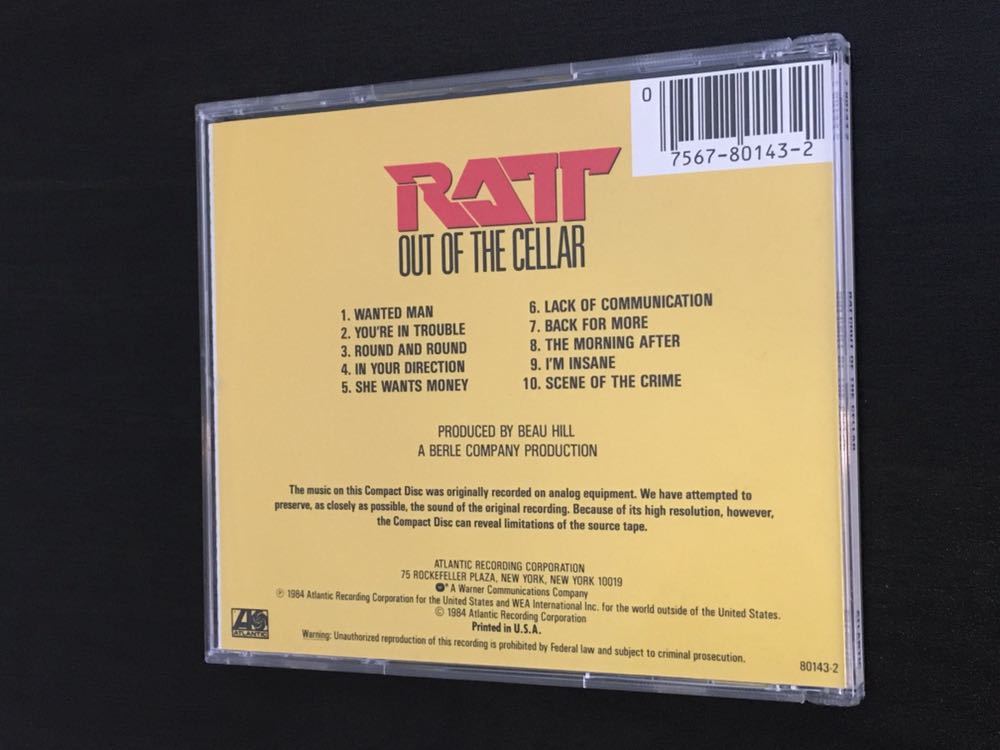 0
7567-80143-2
RATT
OUT OF THE CELLAR
1. WANTED MAN
2. YOU'RE IN TROUBLE
3. ROUND AND ROUND
4. IN YOUR DIRECTION
5. SHE WANTS MONEY
6. LACK OF COMMUNICATION
7. BACK FOR MORE
8. THE MORNING AFTER
9. I'M INSANE
10. SCENE OF THE CRIME
PRODUCED BY BEAU HILL
A BERLE COMPANY PRODUCTION
The music on this Compact Disc was originally recorded on analog equipment. We have attempted to
preserve, as closely as possible, the sound of the original recording. Because of its high resolution, however,
the Compact Disc can reveal limitations of the source tape.
ATLANTIC RECORDING CORPORATION
75 ROCKEFELLER PLAZA, NEW YORK, NEW YORK 10019
® A Warner Communications Company
℗ 1984 Atlantic Recording Corporation for the United States and WEA International Inc. for the world outside of the United States.
© 1984 Atlantic Recording Corporation
Printed in U.S.A.
Warning: Unauthorized reproduction of this recording is prohibited by Federal law and subject to criminal prosecution.
ATLANTIC
80143-2